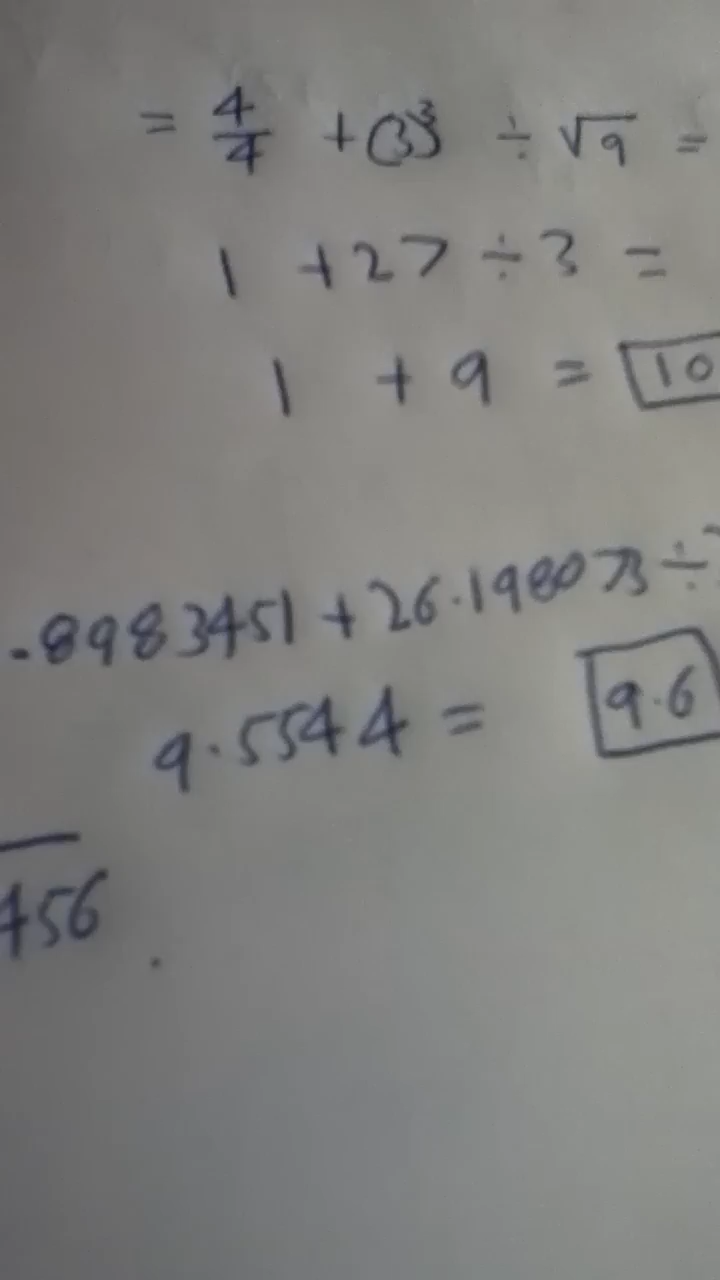 = 4/4 + (3)³ ÷ √9 =
1 + 27 ÷ 3 =
1 + 9 = 10
.8983451 + 26.198073 ÷
9.5544 = 9.6
456